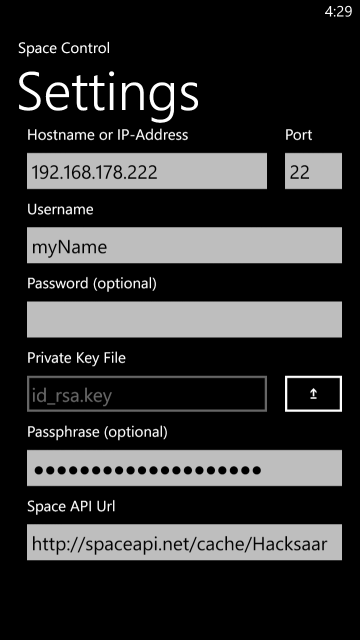 4:29
Space Control
Settings
Hostname or IP-Address Port
192.168.178.222 22
Username
myName
Password (optional)
Private Key File
id_rsa.key
Passphrase (optional)
●●●●●●●●●●●●●●●●●●●●
Space API Url
http://spaceapi.net/cache/Hacksaar